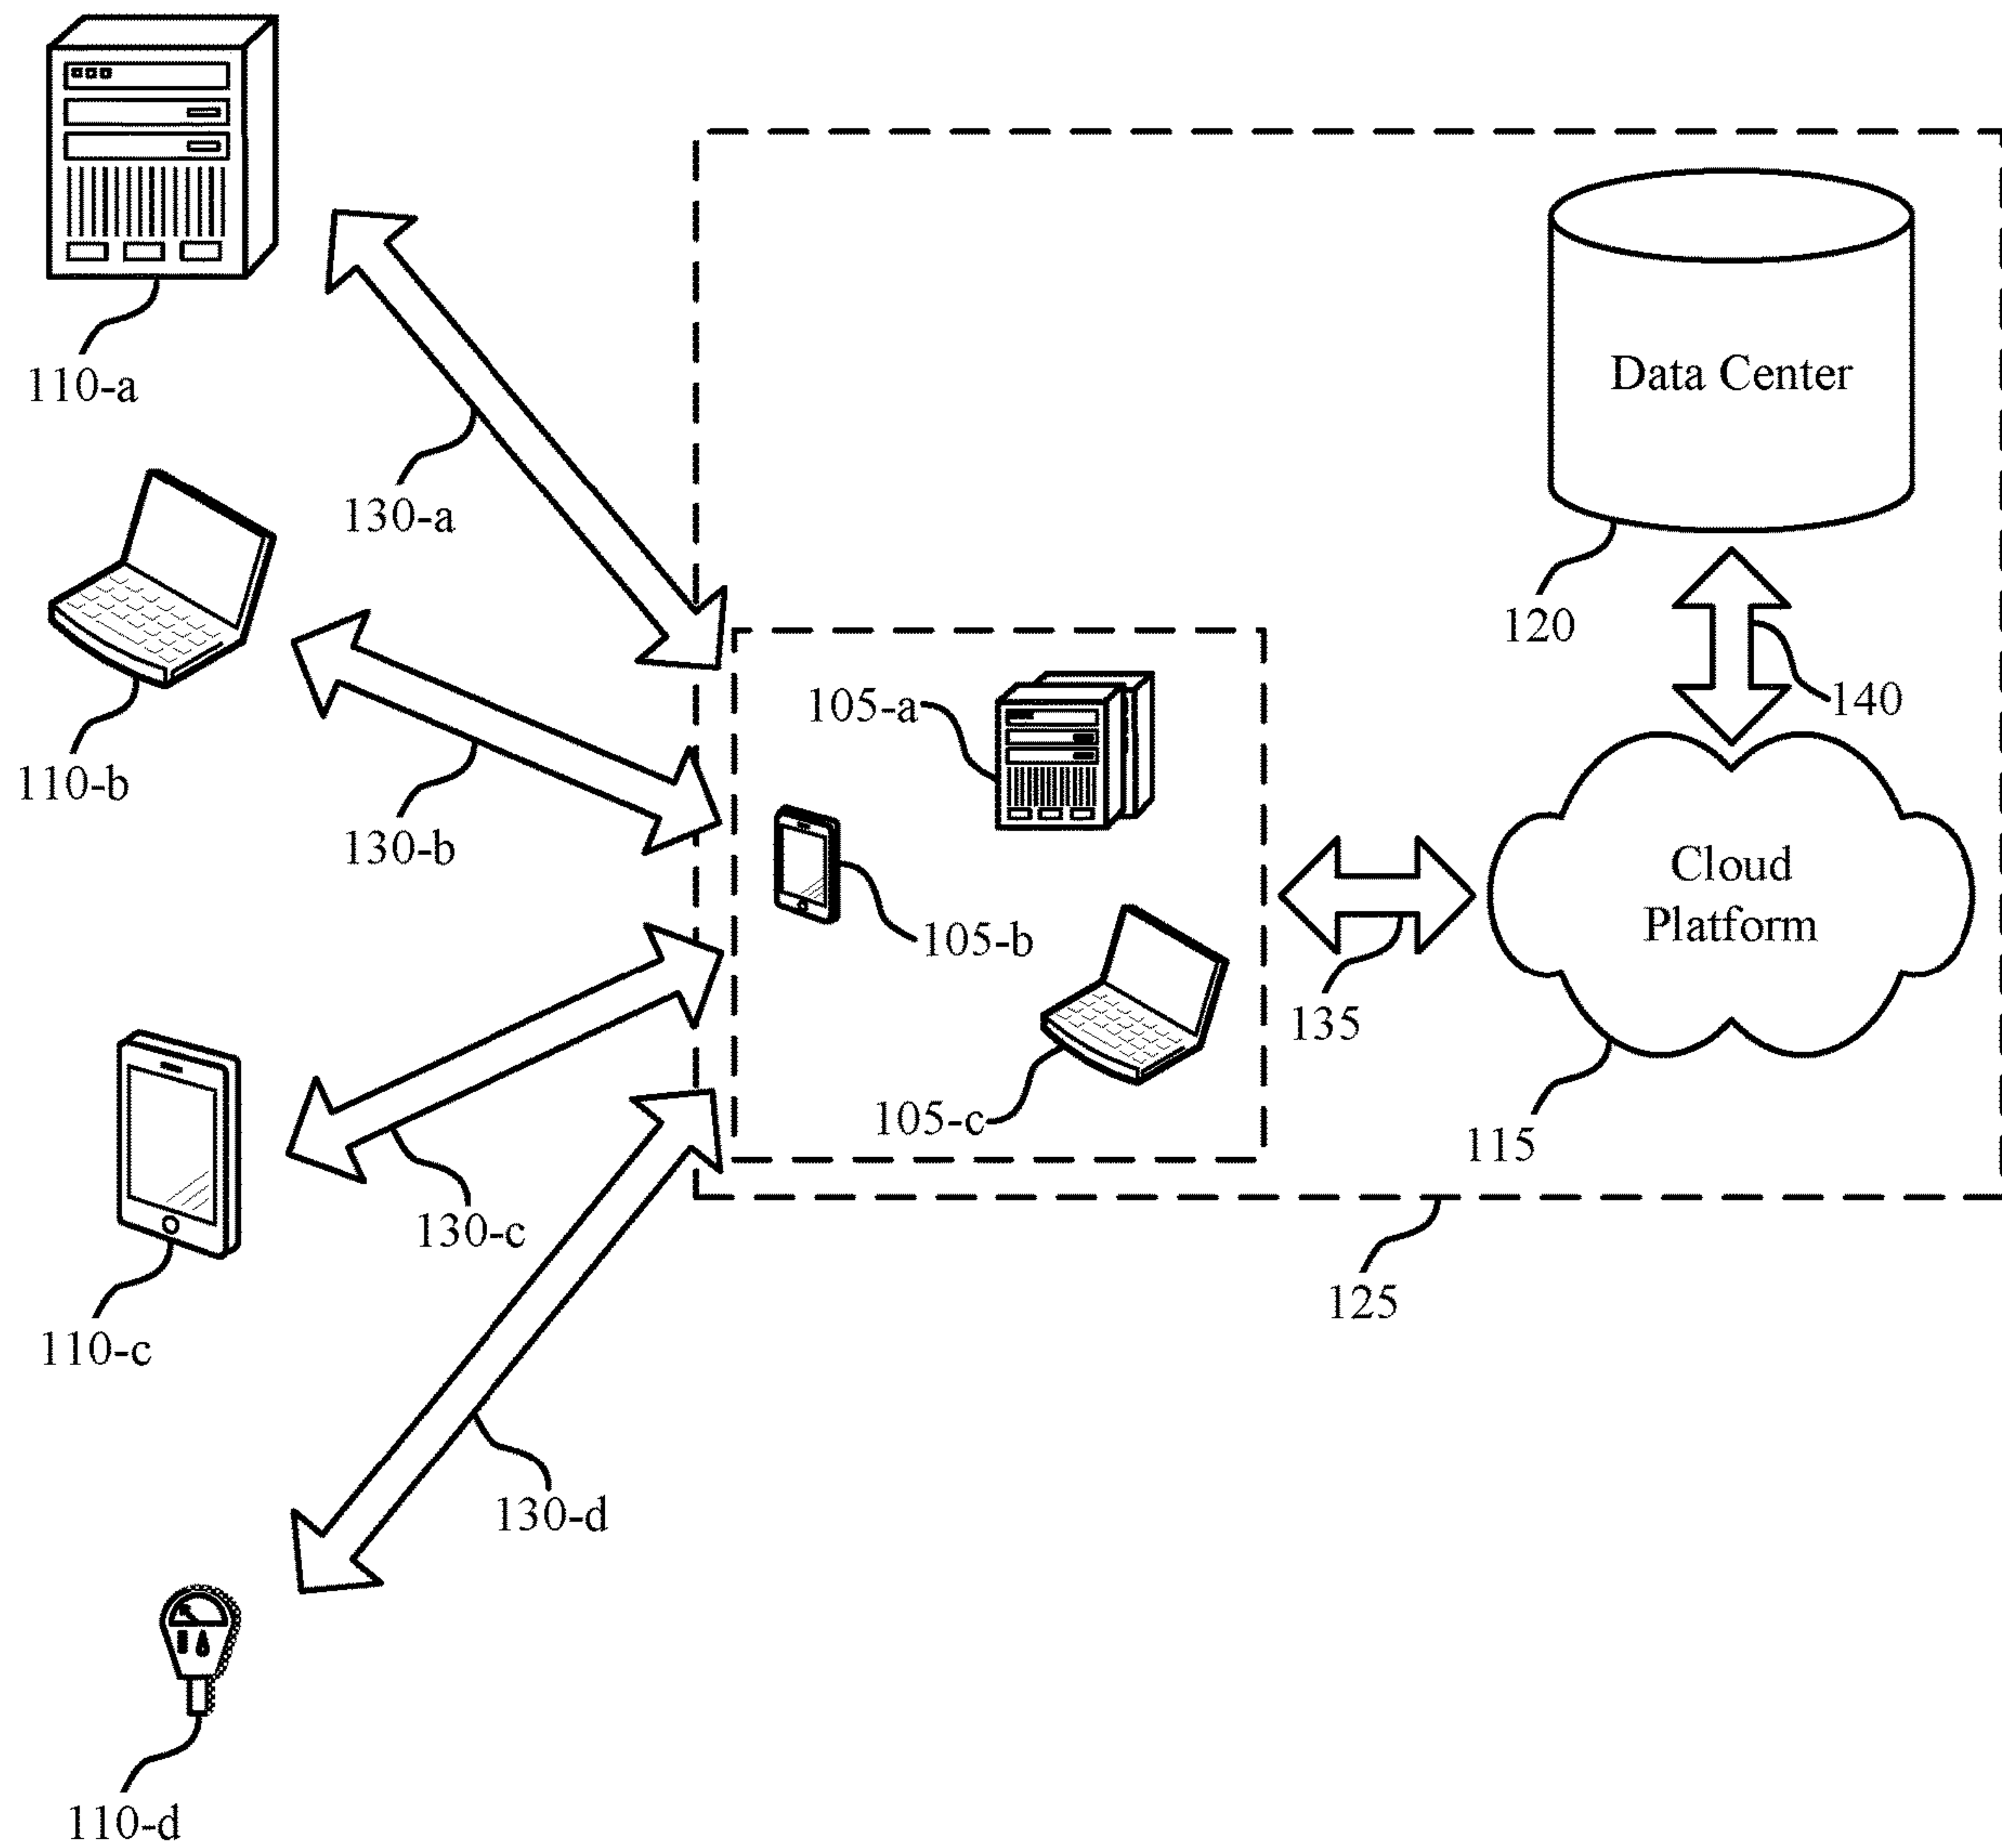 110-a
130-a
Data Center
120
140
105-a
110-b
130-b
105-b
Cloud
Platform
135
105-c
115
130-c
125
110-c
130-d
110-d